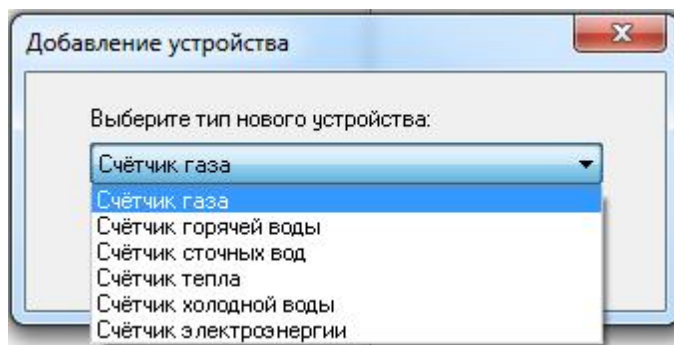 Добавление устройства
Выберите тип нового устройства:
Счётчик газа
Счётчик газа
Счётчик горячей воды
Счётчик сточных вод
Счётчик тепла
Счётчик холодной воды
Счётчик электроэнергии